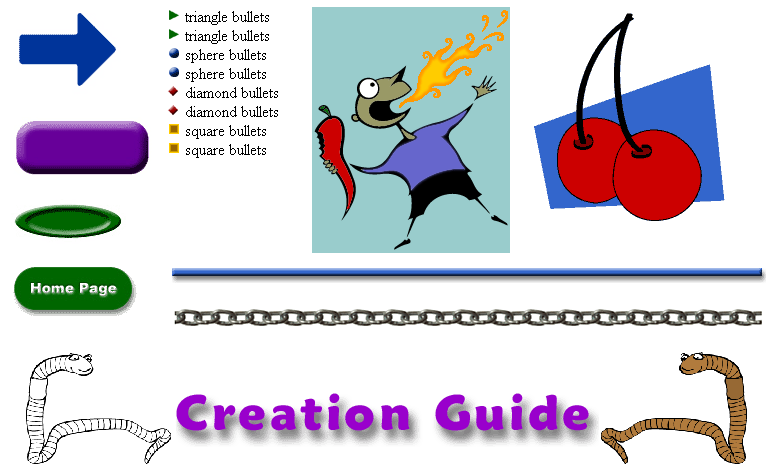 triangle bullets
triangle bullets
sphere bullets
sphere bullets
diamond bullets
diamond bullets
square bullets
square bullets
Home Page
Creation Guide